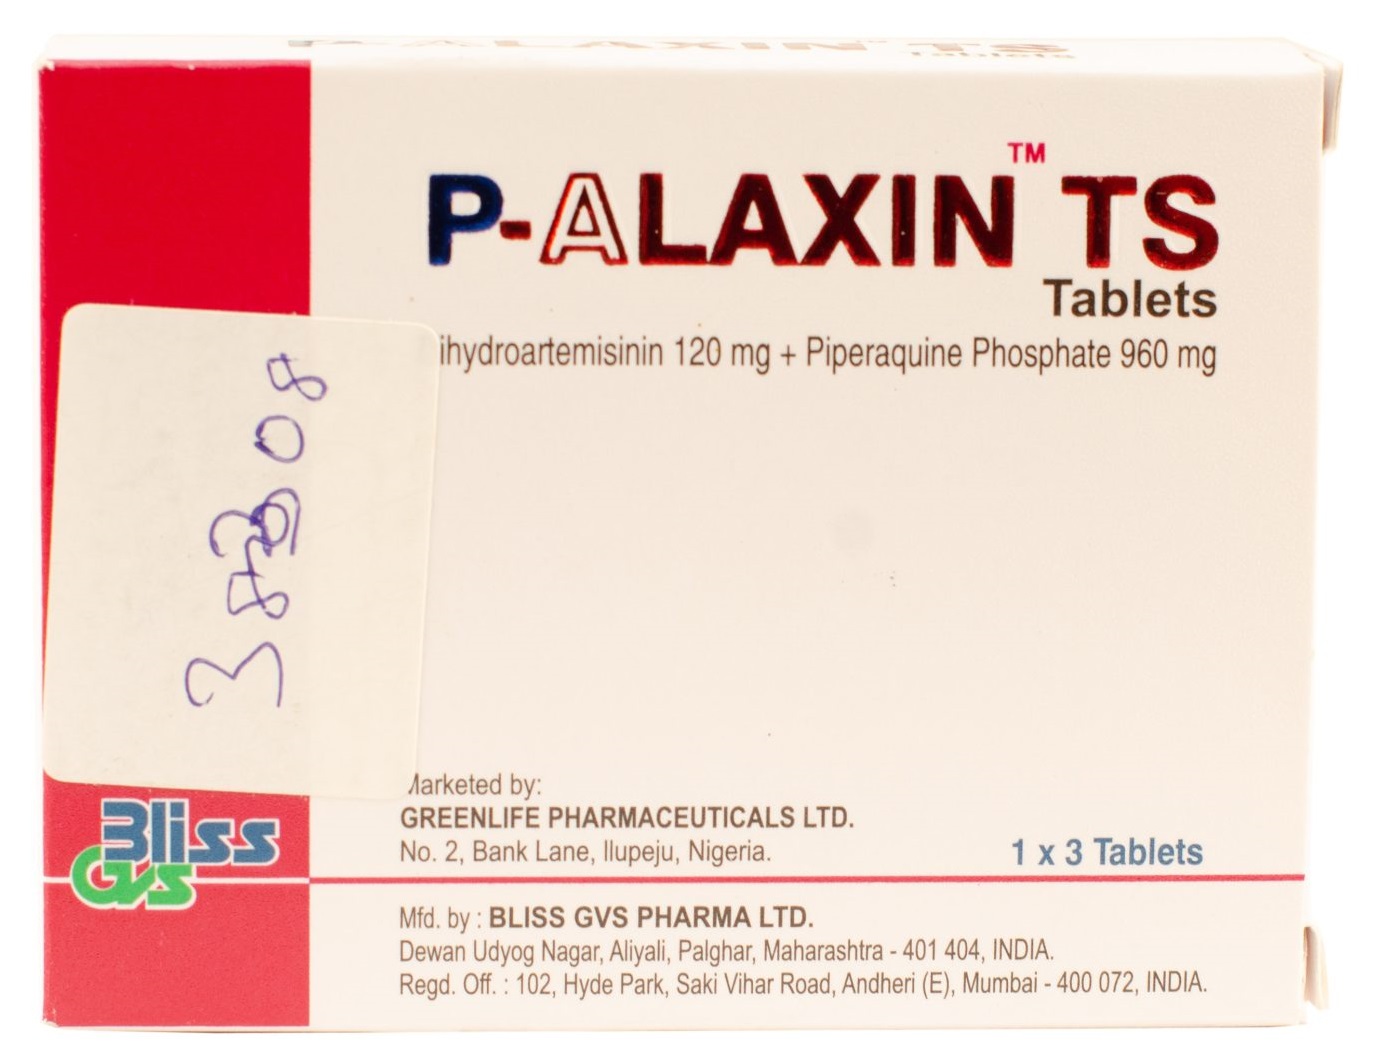 P-ALAXIN™ TS
Tablets
ihydroartemisinin 120 mg + Piperaquine Phosphate 960 mg
Marketed by:
GREENLIFE PHARMACEUTICALS LTD.
No. 2, Bank Lane, Ilupeju, Nigeria.
1 x 3 Tablets
Bliss
GVS
Mfd. by : BLISS GVS PHARMA LTD.
Dewan Udyog Nagar, Aliyali, Palghar, Maharashtra - 401 404, INDIA.
Regd. Off. : 102, Hyde Park, Saki Vihar Road, Andheri (E), Mumbai - 400 072, INDIA.